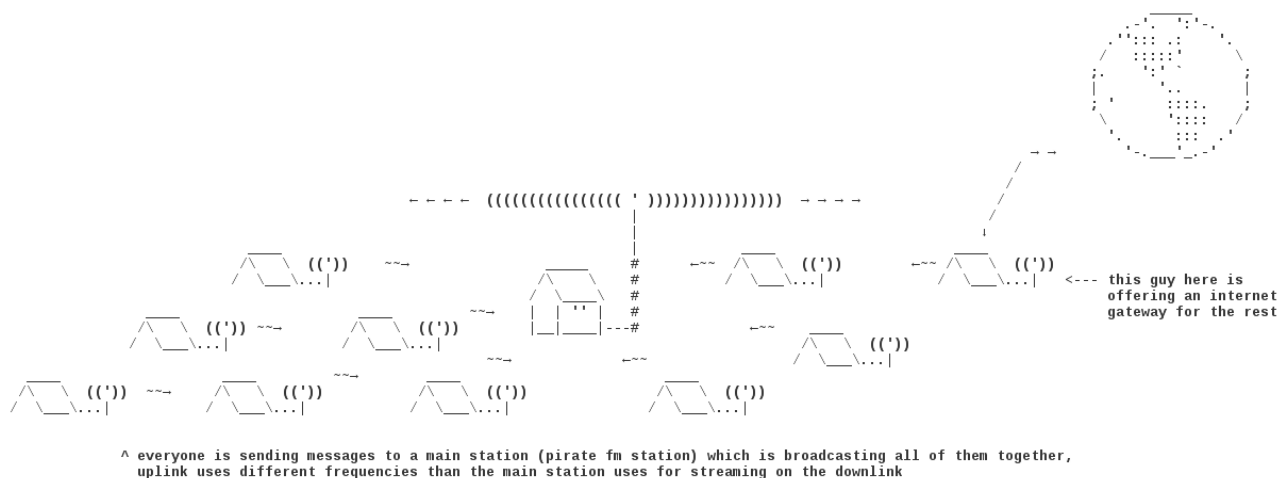 <--- this guy here is
offering an internet
gateway for the rest
^ everyone is sending messages to a main station (pirate fm station) which is broadcasting all of them together,
uplink uses different frequencies than the main station uses for streaming on the downlink